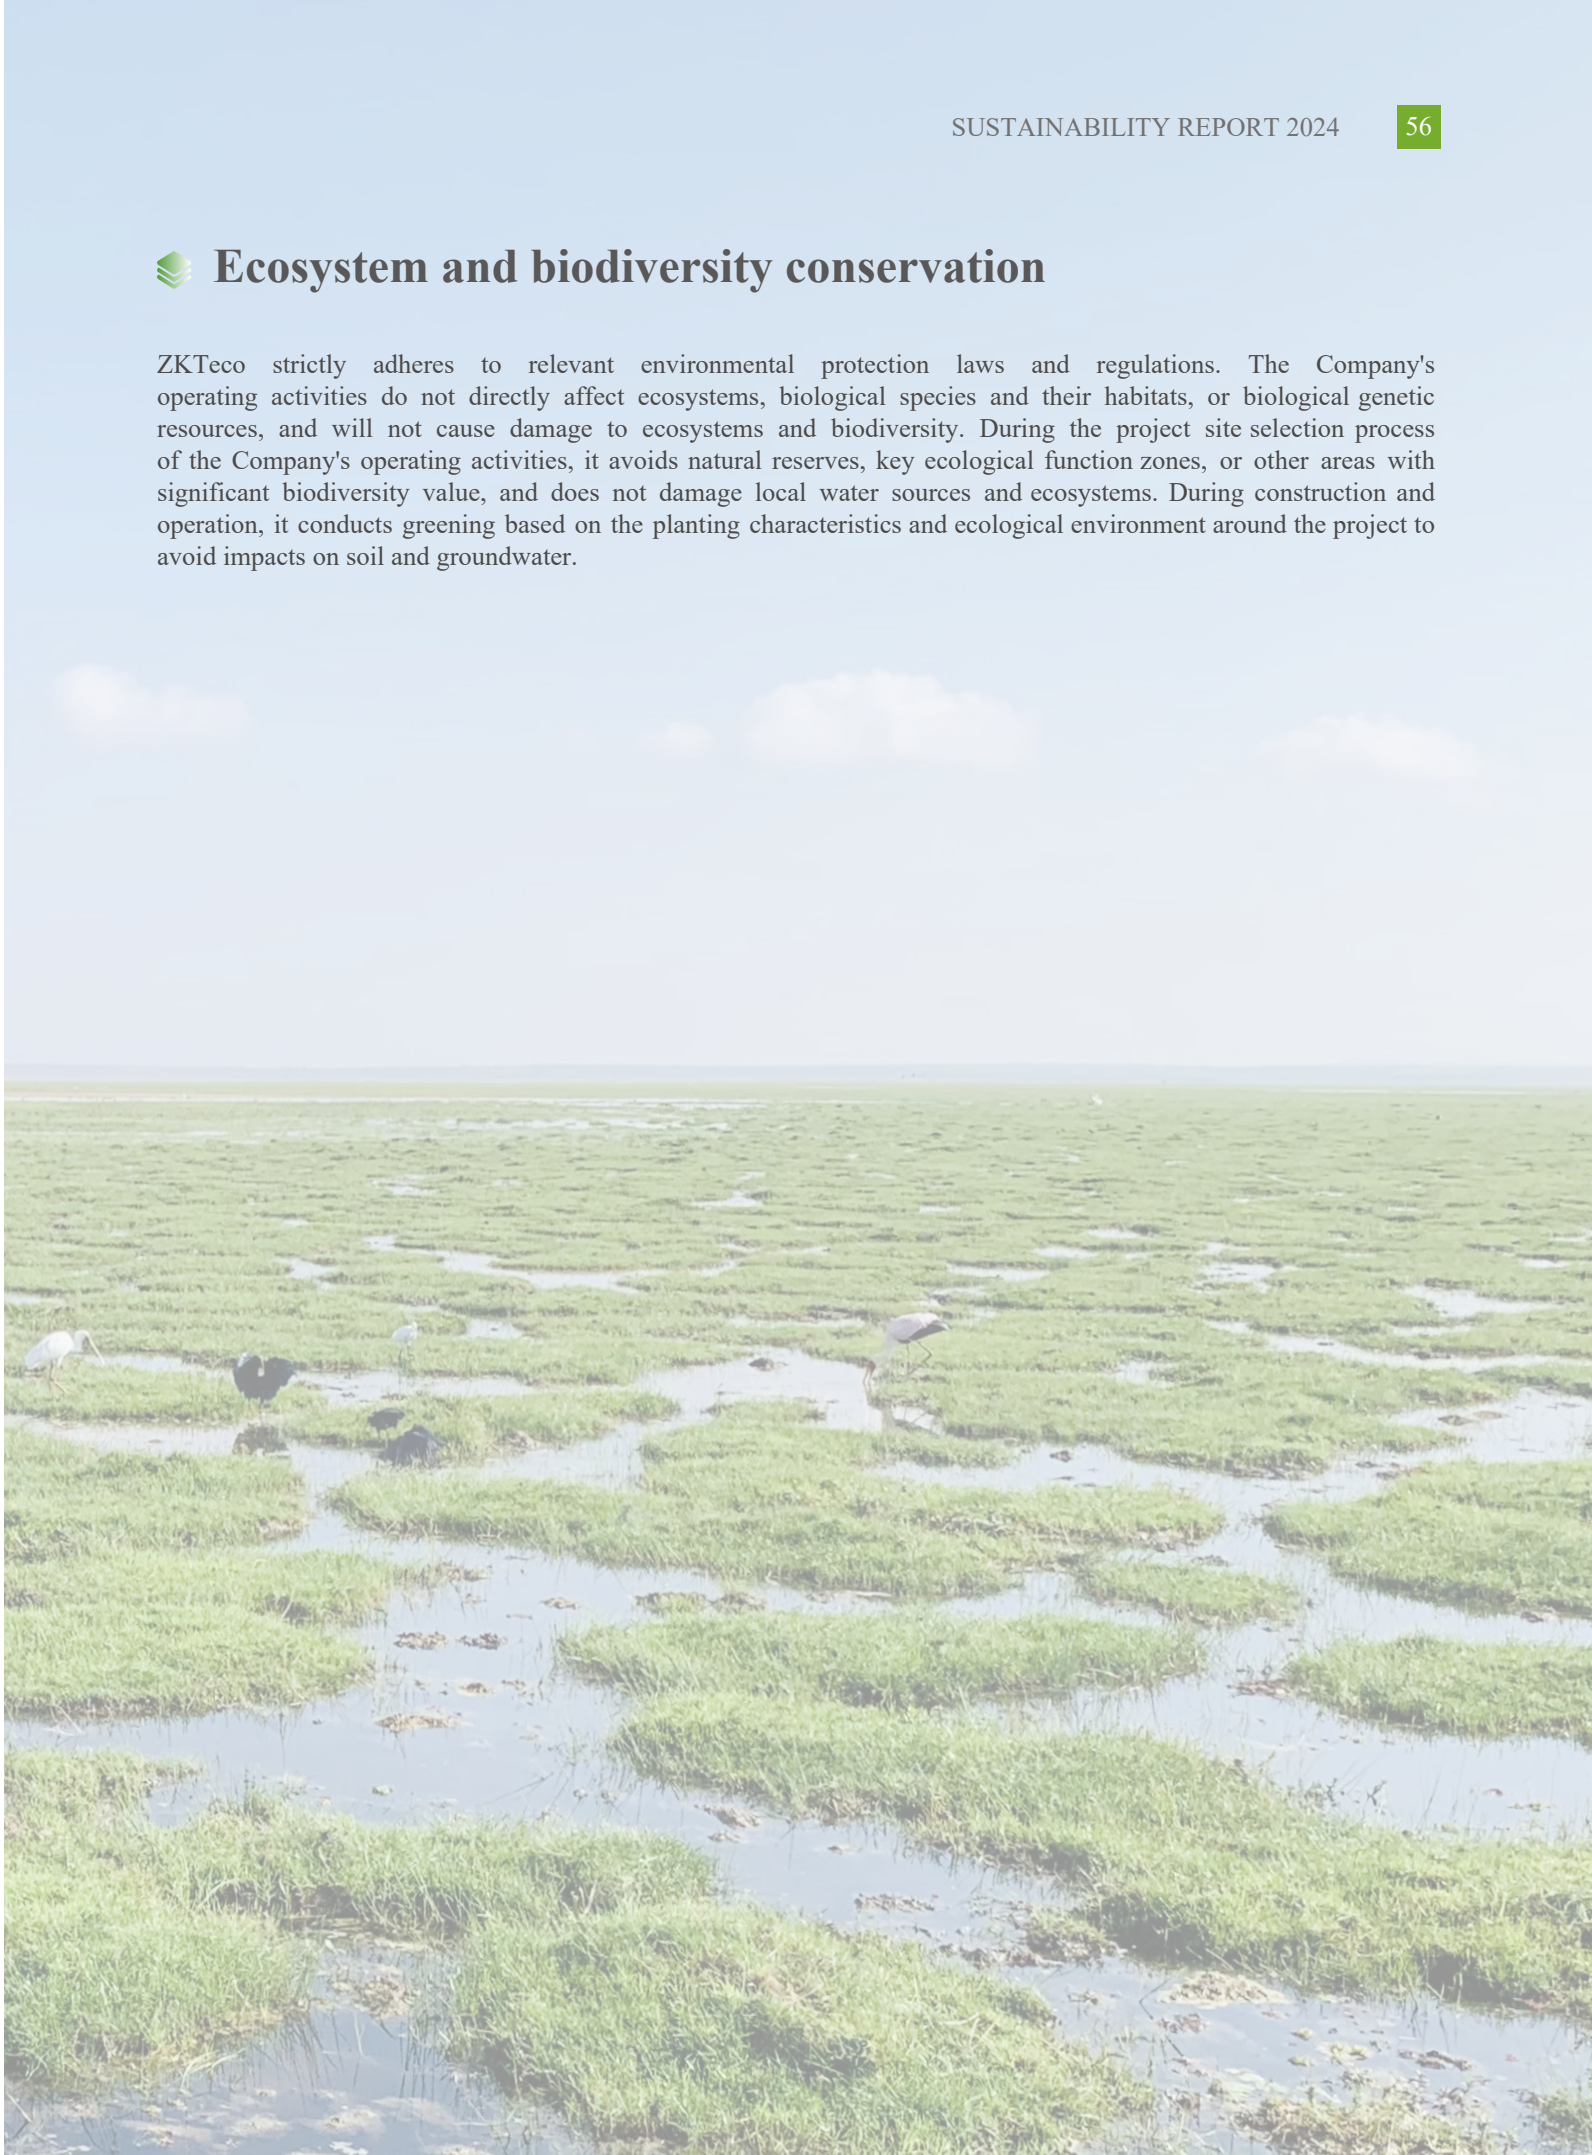 SUSTAINABILITY REPORT 2024
56
Ecosystem and biodiversity conservation
ZKTeco strictly adheres to relevant environmental protection laws and regulations. The Company's
operating activities do not directly affect ecosystems, biological species and their habitats, or biological genetic
resources, and will not cause damage to ecosystems and biodiversity. During the project site selection process
of the Company's operating activities, it avoids natural reserves, key ecological function zones, or other areas with
significant biodiversity value, and does not damage local water sources and ecosystems. During construction and
operation, it conducts greening based on the planting characteristics and ecological environment around the project to
avoid impacts on soil and groundwater.